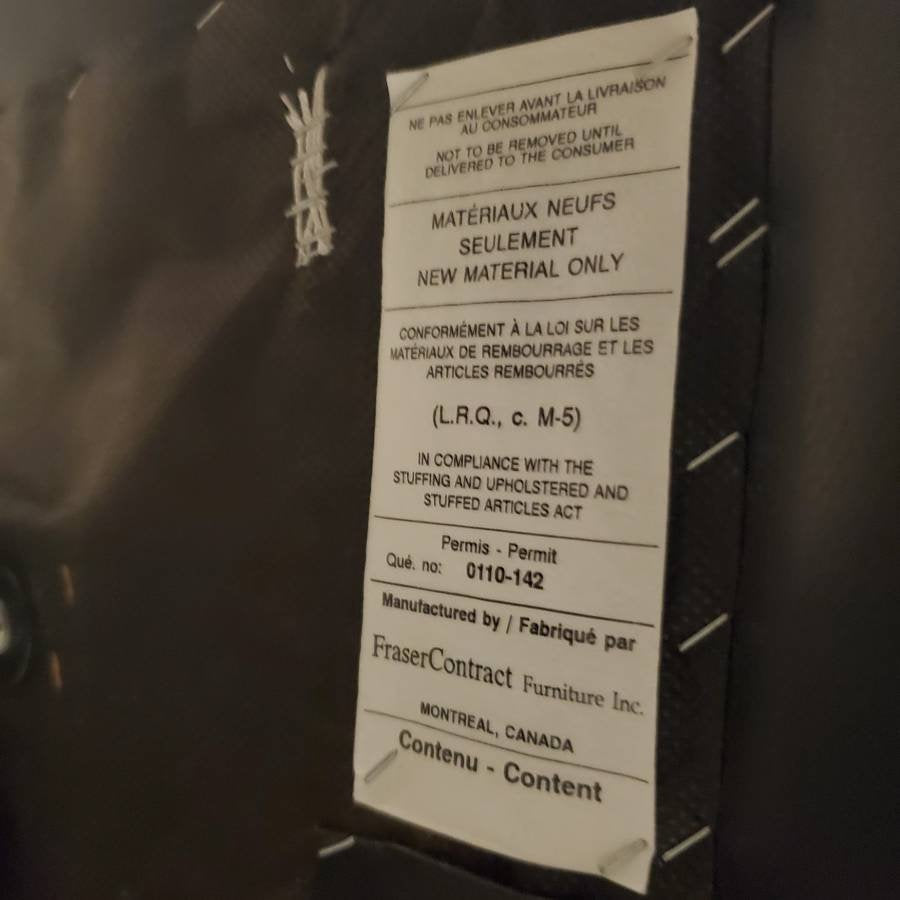 NE PAS ENLEVER AVANT LA LIVRAISON
AU CONSOMMATEUR
NOT TO BE REMOVED UNTIL
DELIVERED TO THE CONSUMER
MATÉRIAUX NEUFS
SEULEMENT
NEW MATERIAL ONLY
CONFORMÉMENT À LA LOI SUR LES
MATÉRIAUX DE REMBOURRAGE ET LES
ARTICLES REMBOURRÉS
(L.R.Q., c. M-5)
IN COMPLIANCE WITH THE
STUFFING AND UPHOLSTERED AND
STUFFED ARTICLES ACT
Permis - Permit
Qué. no: 0110-142
Manufactured by / Fabriqué par
FraserContract Furniture Inc.
MONTREAL, CANADA
Contenu - Content